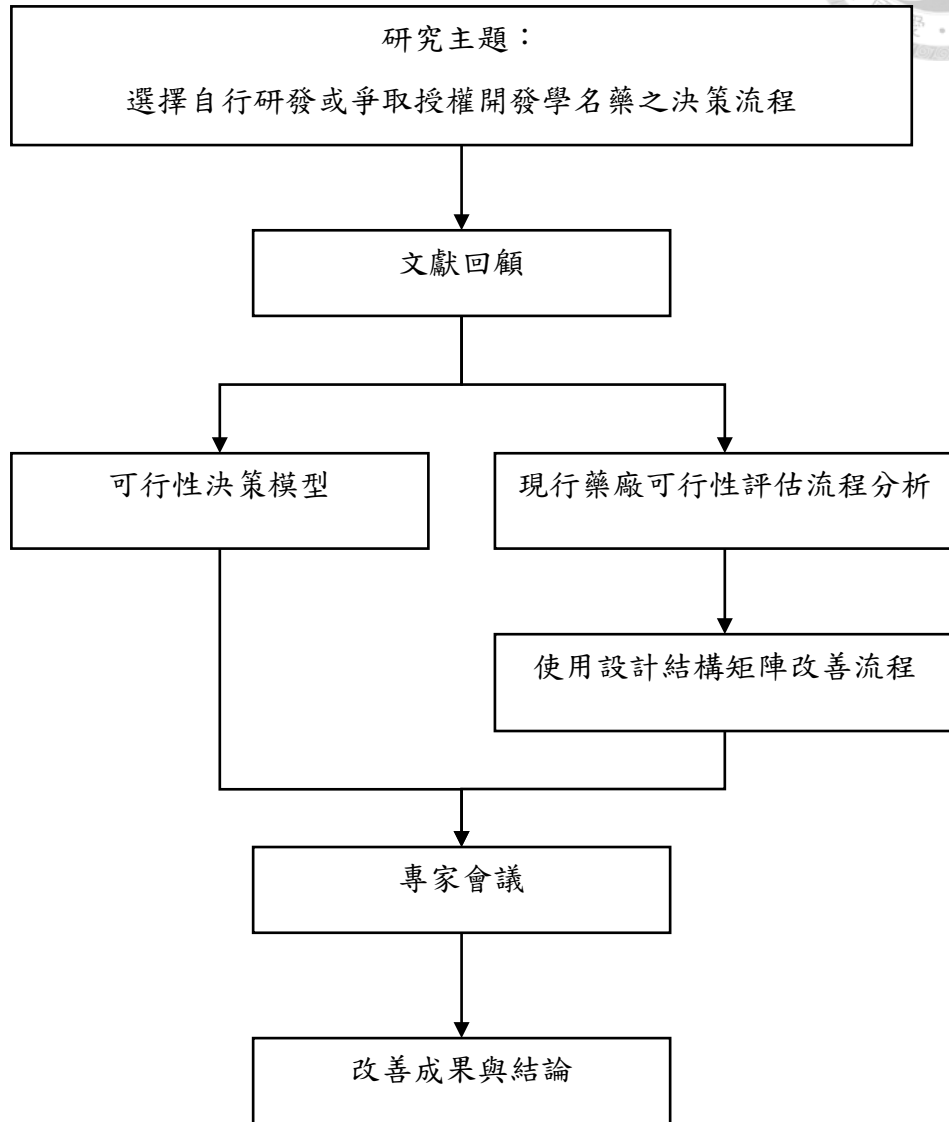 研究主題：
選擇自行研發或爭取授權開發學名藥之決策流程
文獻回顧
可行性決策模型
現行藥廠可行性評估流程分析
使用設計結構矩陣改善流程
專家會議
改善成果與結論